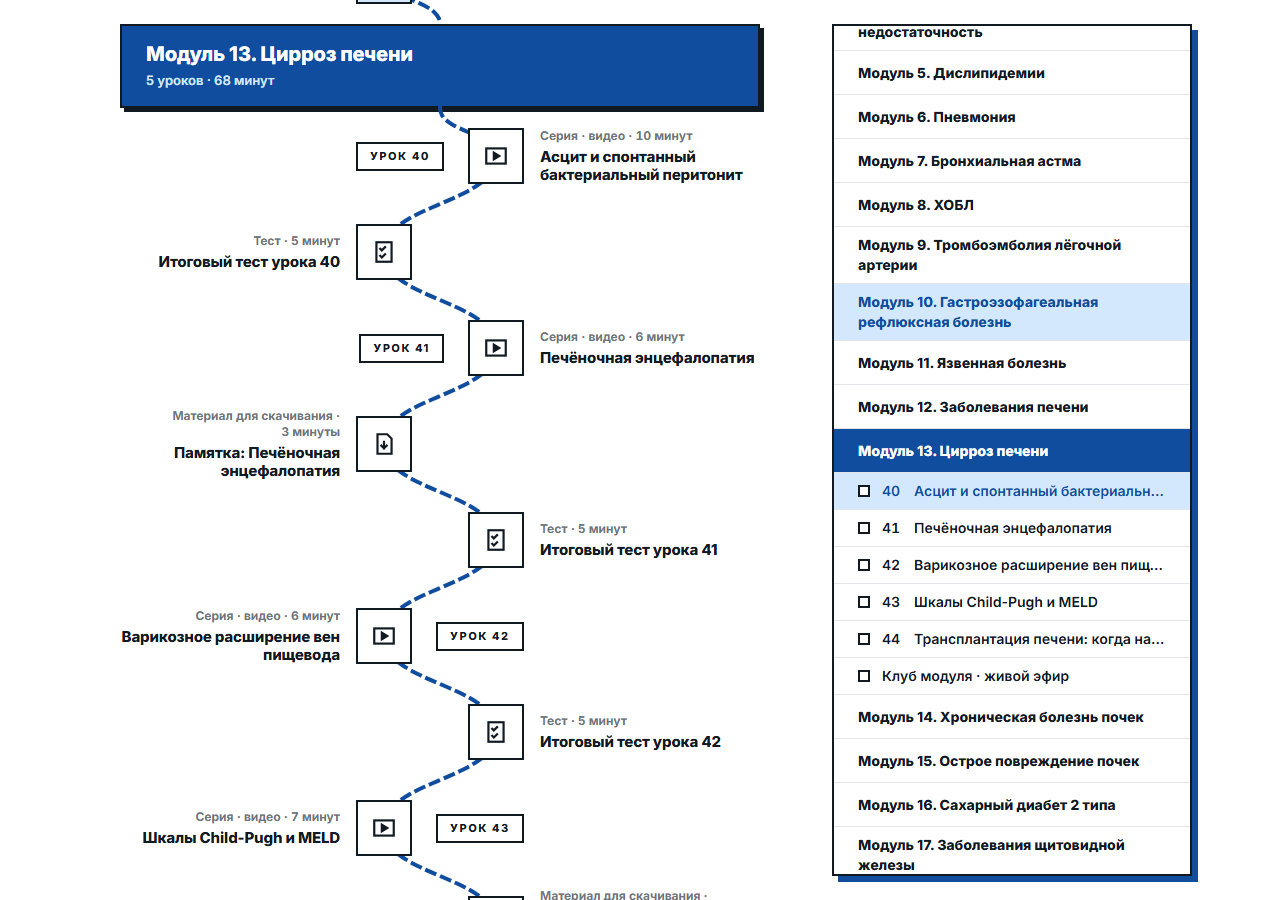 Модуль 13. Цирроз печени
5 уроков · 68 минут
УРОК 40
Серия · видео · 10 минут
Асцит и спонтанный
бактериальный перитонит
Тест · 5 минут
Итоговый тест урока 40
УРОК 41
Серия · видео · 6 минут
Печёночная энцефалопатия
Материал для скачивания ·
3 минуты
Памятка: Печёночная
энцефалопатия
Тест · 5 минут
Итоговый тест урока 41
Серия · видео · 6 минут
Варикозное расширение вен
пищевода
УРОК 42
Тест · 5 минут
Итоговый тест урока 42
Серия · видео · 7 минут
Шкалы Child-Pugh и MELD
УРОК 43
Материал для скачивания ·
недостаточность
Модуль 5. Дислипидемии
Модуль 6. Пневмония
Модуль 7. Бронхиальная астма
Модуль 8. ХОБЛ
Модуль 9. Тромбоэмболия лёгочной
артерии
Модуль 10. Гастроэзофагеальная
рефлюксная болезнь
Модуль 11. Язвенная болезнь
Модуль 12. Заболевания печени
Модуль 13. Цирроз печени
40 Асцит и спонтанный бактериальн...
41 Печёночная энцефалопатия
42 Варикозное расширение вен пищ...
43 Шкалы Child-Pugh и MELD
44 Трансплантация печени: когда на...
Клуб модуля · живой эфир
Модуль 14. Хроническая болезнь почек
Модуль 15. Острое повреждение почек
Модуль 16. Сахарный диабет 2 типа
Модуль 17. Заболевания щитовидной
железы